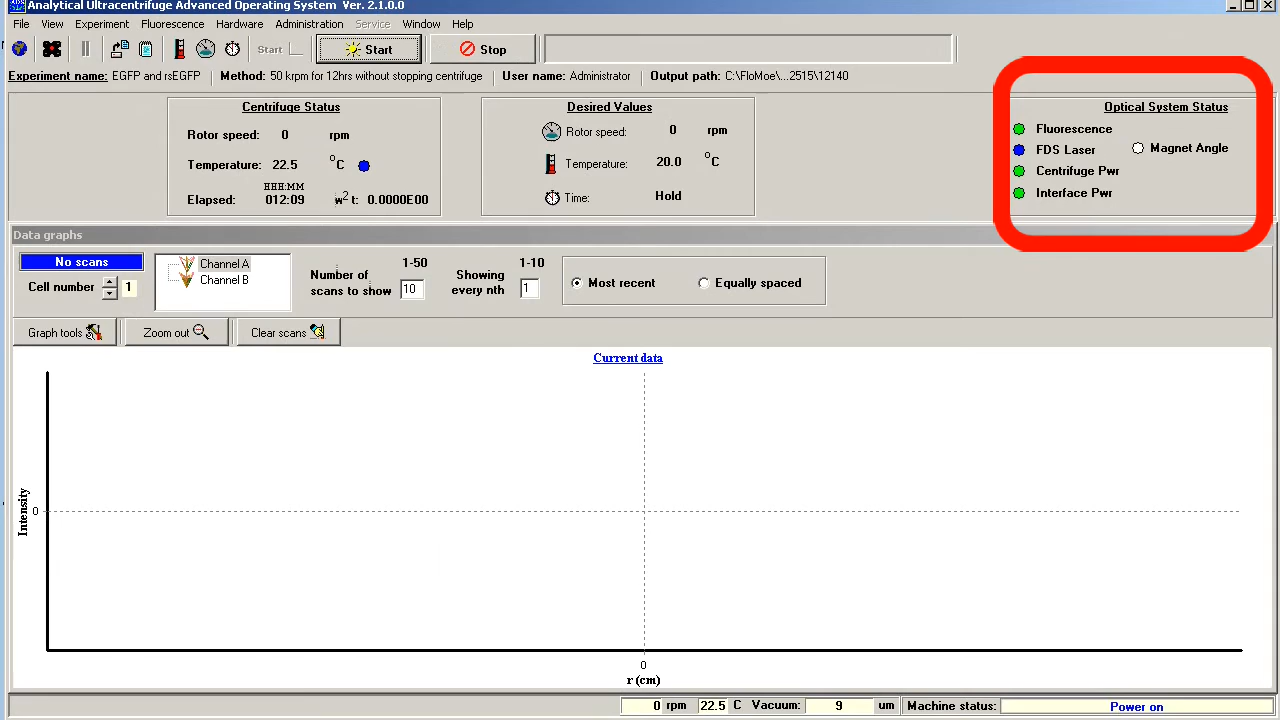 Analytical Ultracentrifuge Advanced Operating System Ver. 2.1.0.0
File View Experiment Fluorescence Hardware Administration Service Window Help
Start Start Stop
Experiment name: EGFP and rsEGFP Method: 50 krpm for 12hrs without stopping centrifuge User name: Administrator Output path: C:\FloMoe\...2515\12140
Centrifuge Status
Rotor speed: 0 rpm
Temperature: 22.5 °C
HHH:MM
Elapsed: 012:09 w² t: 0.0000E00
Desired Values
Rotor speed: 0 rpm
Temperature: 20.0 °C
Time: Hold
Optical System Status
Fluorescence
FDS Laser Magnet Angle
Centrifuge Pwr
Interface Pwr
Data graphs
No scans
Cell number 1
Channel A
Channel B
1-50
Number of
scans to show 10
1-10
Showing
every nth 1
Most recent Equally spaced
Graph tools Zoom out Clear scans
Current data
Intensity
0
0
r (cm)
0 rpm 22.5 C Vacuum: 9 um Machine status: Power on